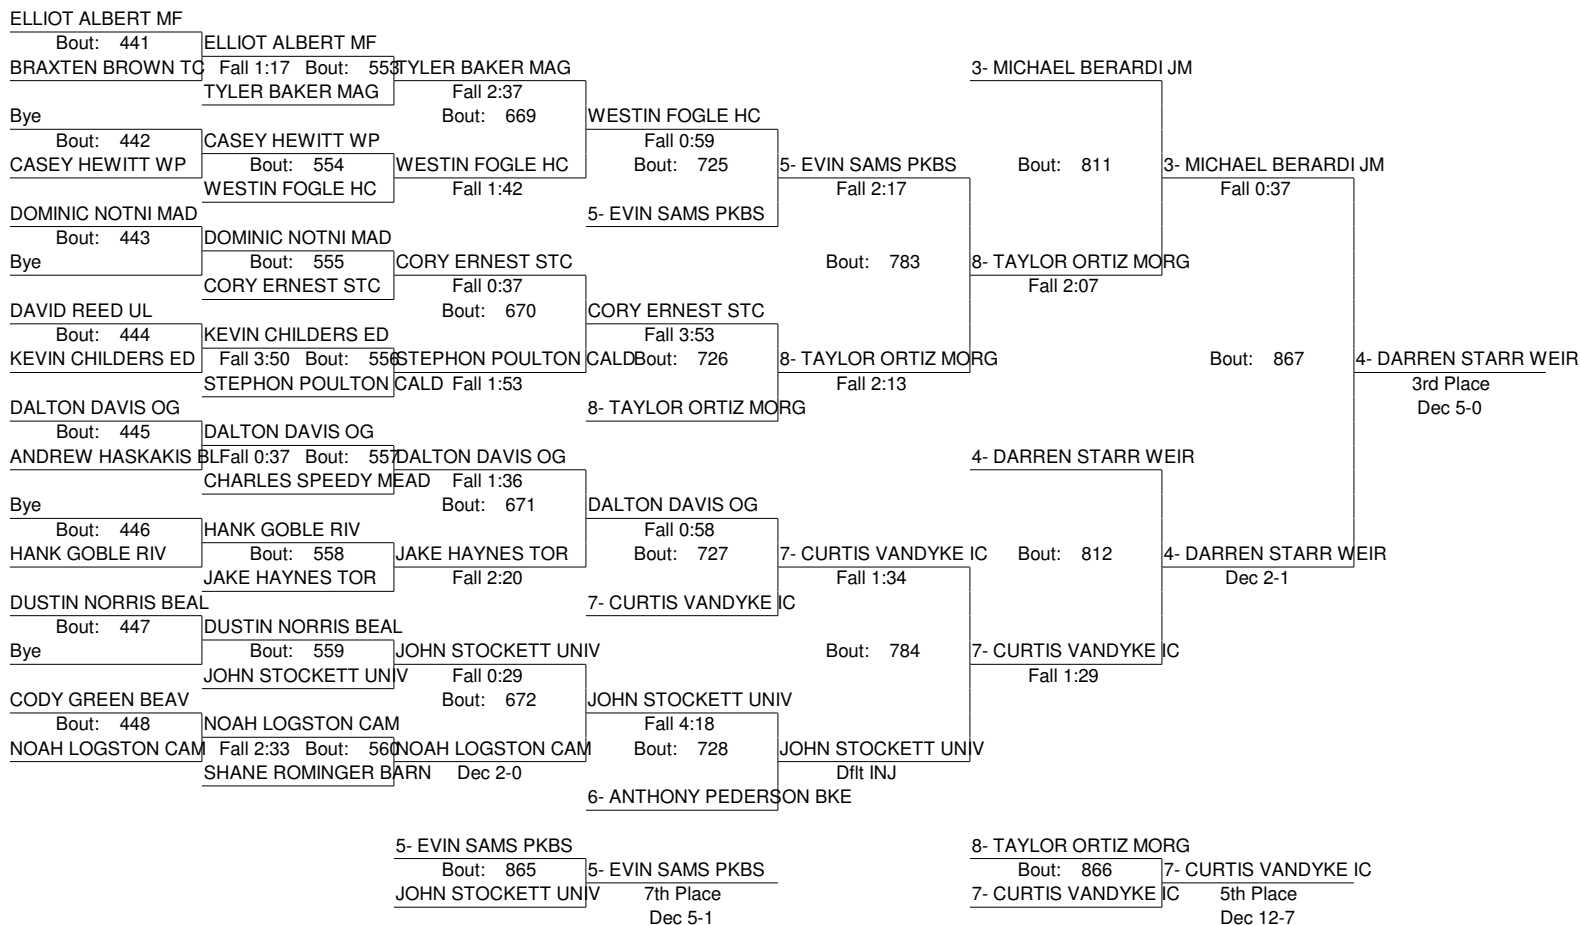 ELLIOT ALBERT MF
Bout: 441 ELLIOT ALBERT MF
BRAXTEN BROWN TC Fall 1:17 Bout: 553 TYLER BAKER MAG 3- MICHAEL BERARDI JM
TYLER BAKER MAG Fall 2:37
Bye Bout: 669 WESTIN FOGLE HC
Bout: 442 CASEY HEWITT WP Fall 0:59
CASEY HEWITT WP Bout: 554 WESTIN FOGLE HC Bout: 725 5- EVIN SAMS PKBS Bout: 811 3- MICHAEL BERARDI JM
WESTIN FOGLE HC Fall 1:42 Fall 2:17 Fall 0:37
DOMINIC NOTNI MAD 5- EVIN SAMS PKBS
Bout: 443 DOMINIC NOTNI MAD
Bye Bout: 555 CORY ERNEST STC Bout: 783 8- TAYLOR ORTIZ MORG
CORY ERNEST STC Fall 0:37 Fall 2:07
DAVID REED UL Bout: 670 CORY ERNEST STC
Bout: 444 KEVIN CHILDERS ED Fall 3:53
KEVIN CHILDERS ED Fall 3:50 Bout: 556 STEPHON POULTON CALD Bout: 726 8- TAYLOR ORTIZ MORG Bout: 867 4- DARREN STARR WEIR
STEPHON POULTON CALD Fall 1:53 Fall 2:13 3rd Place
DALTON DAVIS OG 8- TAYLOR ORTIZ MORG Dec 5-0
Bout: 445 DALTON DAVIS OG
ANDREW HASKAKIS BL Fall 0:37 Bout: 557 DALTON DAVIS OG 4- DARREN STARR WEIR
CHARLES SPEEDY MEAD Fall 1:36
Bye Bout: 671 DALTON DAVIS OG
Bout: 446 HANK GOBLE RIV Fall 0:58
HANK GOBLE RIV Bout: 558 JAKE HAYNES TOR Bout: 727 7- CURTIS VANDYKE IC Bout: 812 4- DARREN STARR WEIR
JAKE HAYNES TOR Fall 2:20 Fall 1:34 Dec 2-1
DUSTIN NORRIS BEAL 7- CURTIS VANDYKE IC
Bout: 447 DUSTIN NORRIS BEAL
Bye Bout: 559 JOHN STOCKETT UNIV Bout: 784 7- CURTIS VANDYKE IC
JOHN STOCKETT UNIV Fall 0:29 Fall 1:29
CODY GREEN BEAV Bout: 672 JOHN STOCKETT UNIV
Bout: 448 NOAH LOGSTON CAM Fall 4:18
NOAH LOGSTON CAM Fall 2:33 Bout: 560 NOAH LOGSTON CAM Bout: 728 JOHN STOCKETT UNIV
SHANE ROMINGER BARN Dec 2-0 Dflt INJ
6- ANTHONY PEDERSON BKE
5- EVIN SAMS PKBS 8- TAYLOR ORTIZ MORG
Bout: 865 5- EVIN SAMS PKBS Bout: 866 7- CURTIS VANDYKE IC
JOHN STOCKETT UNIV 7th Place 7- CURTIS VANDYKE IC 5th Place
Dec 5-1 Dec 12-7